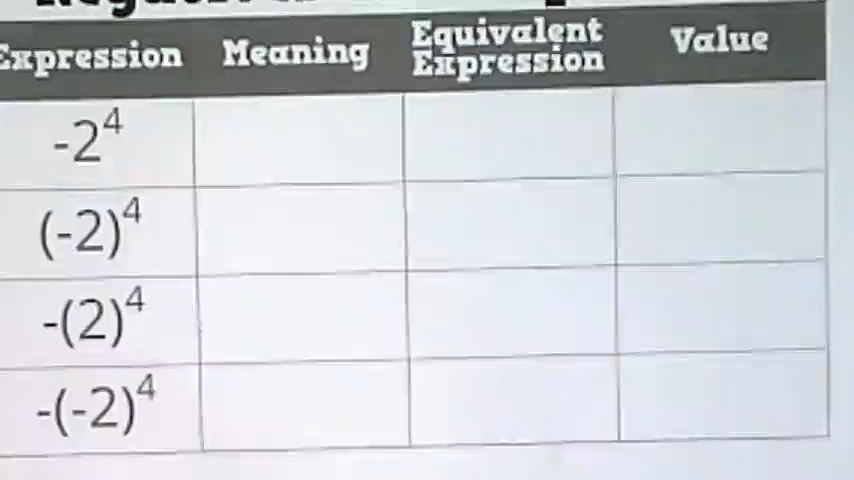 Expression Meaning Equivalent Expression Value
-2⁴
(-2)⁴
-(2)⁴
-(-2)⁴